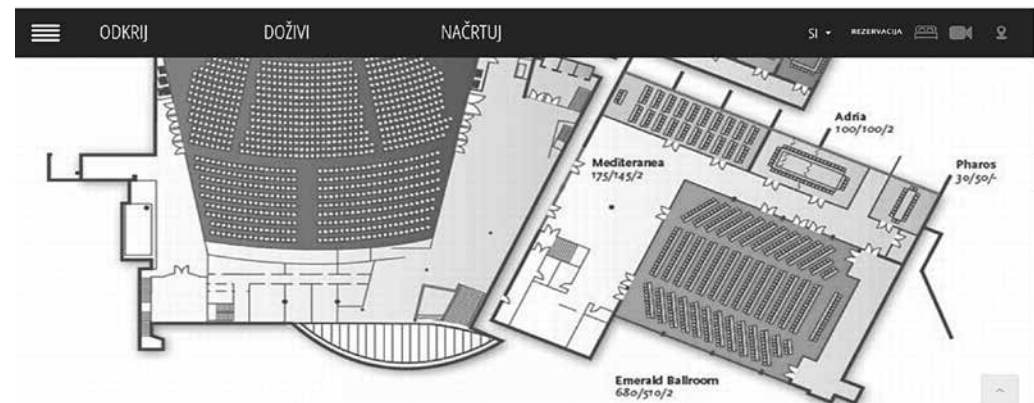 ODKRIJ DOŽIVI NAČRTUJ SI REZERVACIJA
Adria
100/100/2
Mediteranea
175/145/2
Pharos
30/50/-
Emerald Ballroom
680/510/2